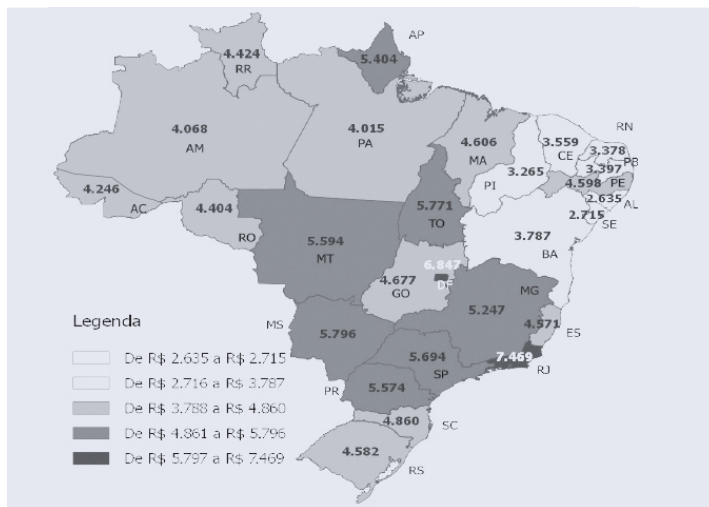 AP
5.404
4.424
RR
4.068
AM
4.015
PA
4.606
MA
3.559
CE
RN
3.378
PB
3.397
3.265
PI
4.598
PE
2.635
AL
2.715
SE
4.246
AC
4.404
RO
5.771
TO
3.787
BA
5.594
MT
6.847
DF
4.677
GO
MG
5.247
4.571
ES
MS
5.796
5.694
SP
7.469
RJ
PR
5.574
4.860
SC
4.582
RS
Legenda
De R$ 2.635 a R$ 2.715
De R$ 2.716 a R$ 3.787
De R$ 3.788 a R$ 4.860
De R$ 4.861 a R$ 5.796
De R$ 5.797 a R$ 7.469